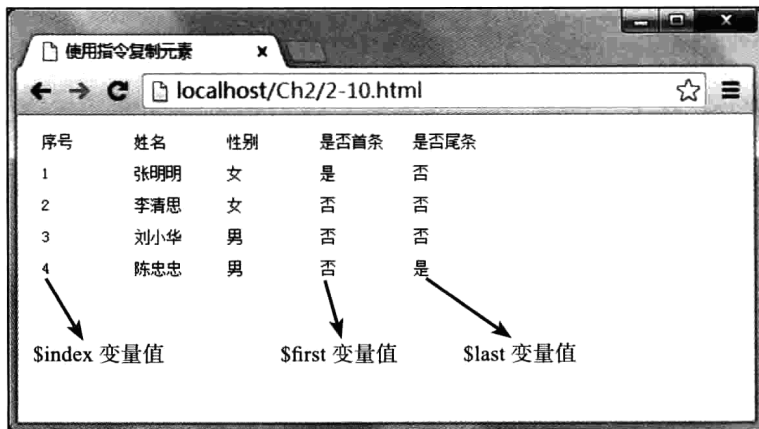 使用指令复制元素
localhost/Ch2/2-10.html
序号 姓名 性别 是否首条 是否尾条
1 张明明 女 是 否
2 李清思 女 否 否
3 刘小华 男 否 否
4 陈忠忠 男 否 是
$index 变量值 $first 变量值 $last 变量值